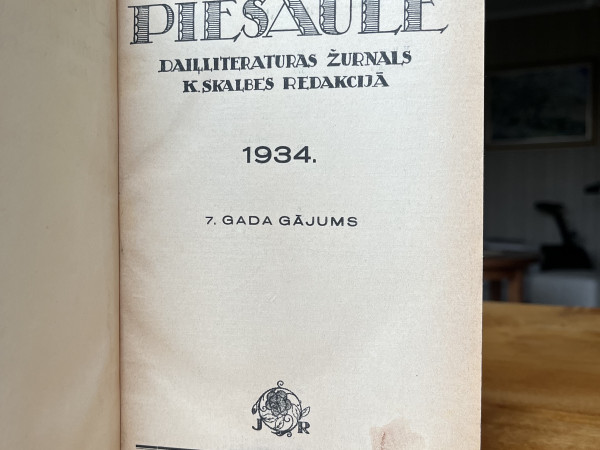 PIESAULE
DAIĻLITERATURAS ŽURNALS
K. SKALBES REDAKCIJĀ
1934.
7. GADA GĀJUMS
J R